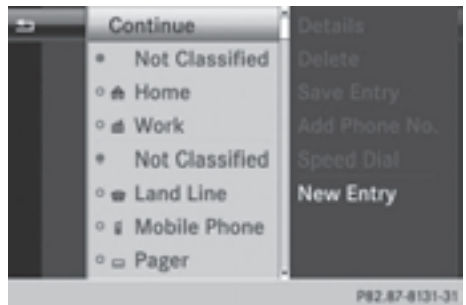 Continue
Not Classified
Home
Work
Not Classified
Land Line
Mobile Phone
Pager
Details
Delete
Save Entry
Add Phone No.
Speed Dial
New Entry
P82.87-8131-31